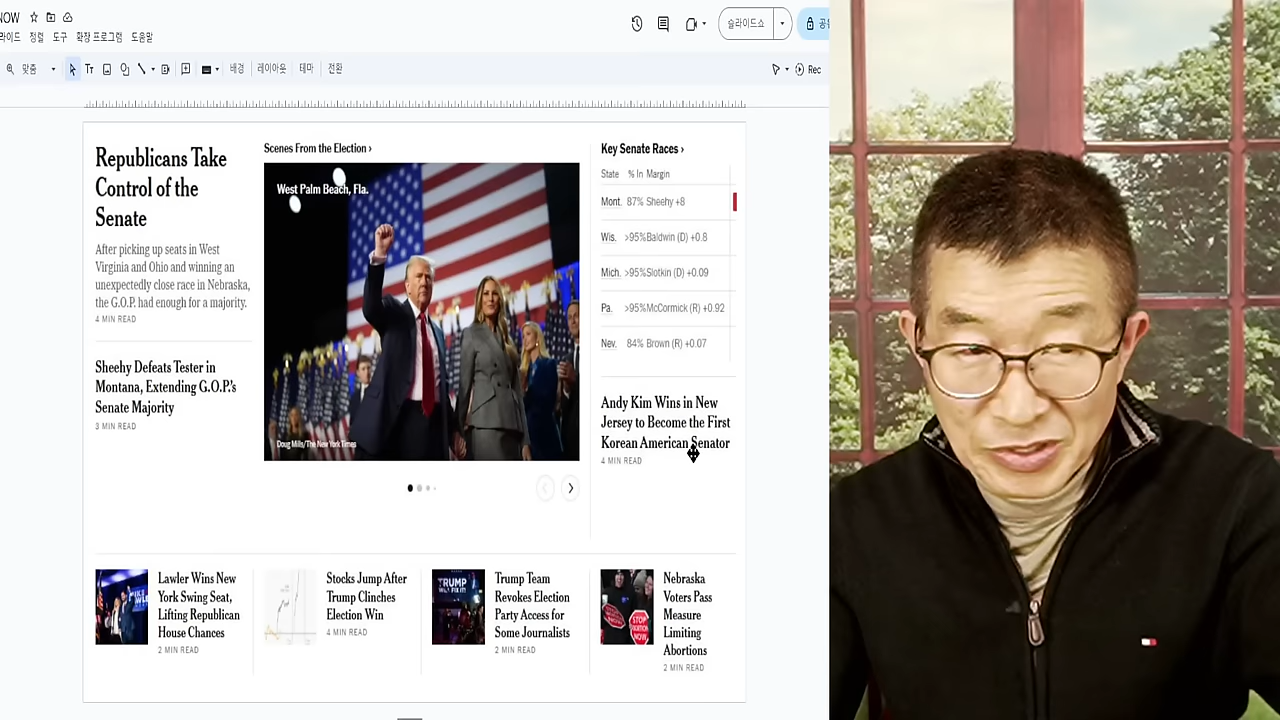 NOW
라이드 정렬 도구 확장 프로그램 도움말
슬라이드쇼
맞춤
Tт
배경 레이아웃 테마 전환
Rec
Republicans Take
Control of the
Senate
After picking up seats in West
Virginia and Ohio and winning an
unexpectedly close race in Nebraska,
the G.O.P. had enough for a majority.
4 MIN READ
Sheehy Defeats Tester in
Montana, Extending G.O.P.'s
Senate Majority
3 MIN READ
Scenes From the Election ›
West Palm Beach, Fla.
Doug Mills/The New York Times
Key Senate Races ›
State % In Margin
Mont. 87% Sheehy +8
Wis. >95%Baldwin (D) +0.8
Mich. >95%Slotkin (D) +0.09
Pa. >95%McCormick (R) +0.92
Nev. 84% Brown (R) +0.07
Andy Kim Wins in New
Jersey to Become the First
Korean American Senator
4 MIN READ
Lawler Wins New
York Swing Seat,
Lifting Republican
House Chances
2 MIN READ
Stocks Jump After
Trump Clinches
Election Win
4 MIN READ
TRUMP
Trump Team
Revokes Election
Party Access for
Some Journalists
2 MIN READ
STOP
ABORTION
NOW
Nebraska
Voters Pass
Measure
Limiting
Abortions
2 MIN READ